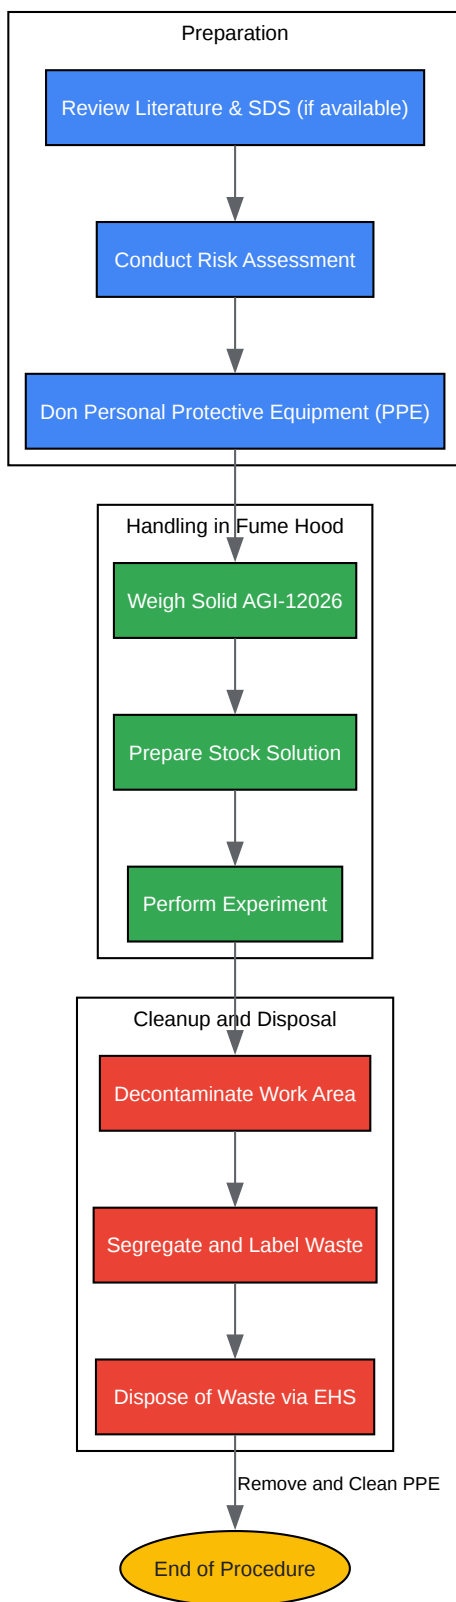 Preparation
Review Literature & SDS (if available)
Conduct Risk Assessment
Don Personal Protective Equipment (PPE)
Handling in Fume Hood
Weigh Solid AGI-12026
Prepare Stock Solution
Perform Experiment
Cleanup and Disposal
Decontaminate Work Area
Segregate and Label Waste
Dispose of Waste via EHS
Remove and Clean PPE
End of Procedure